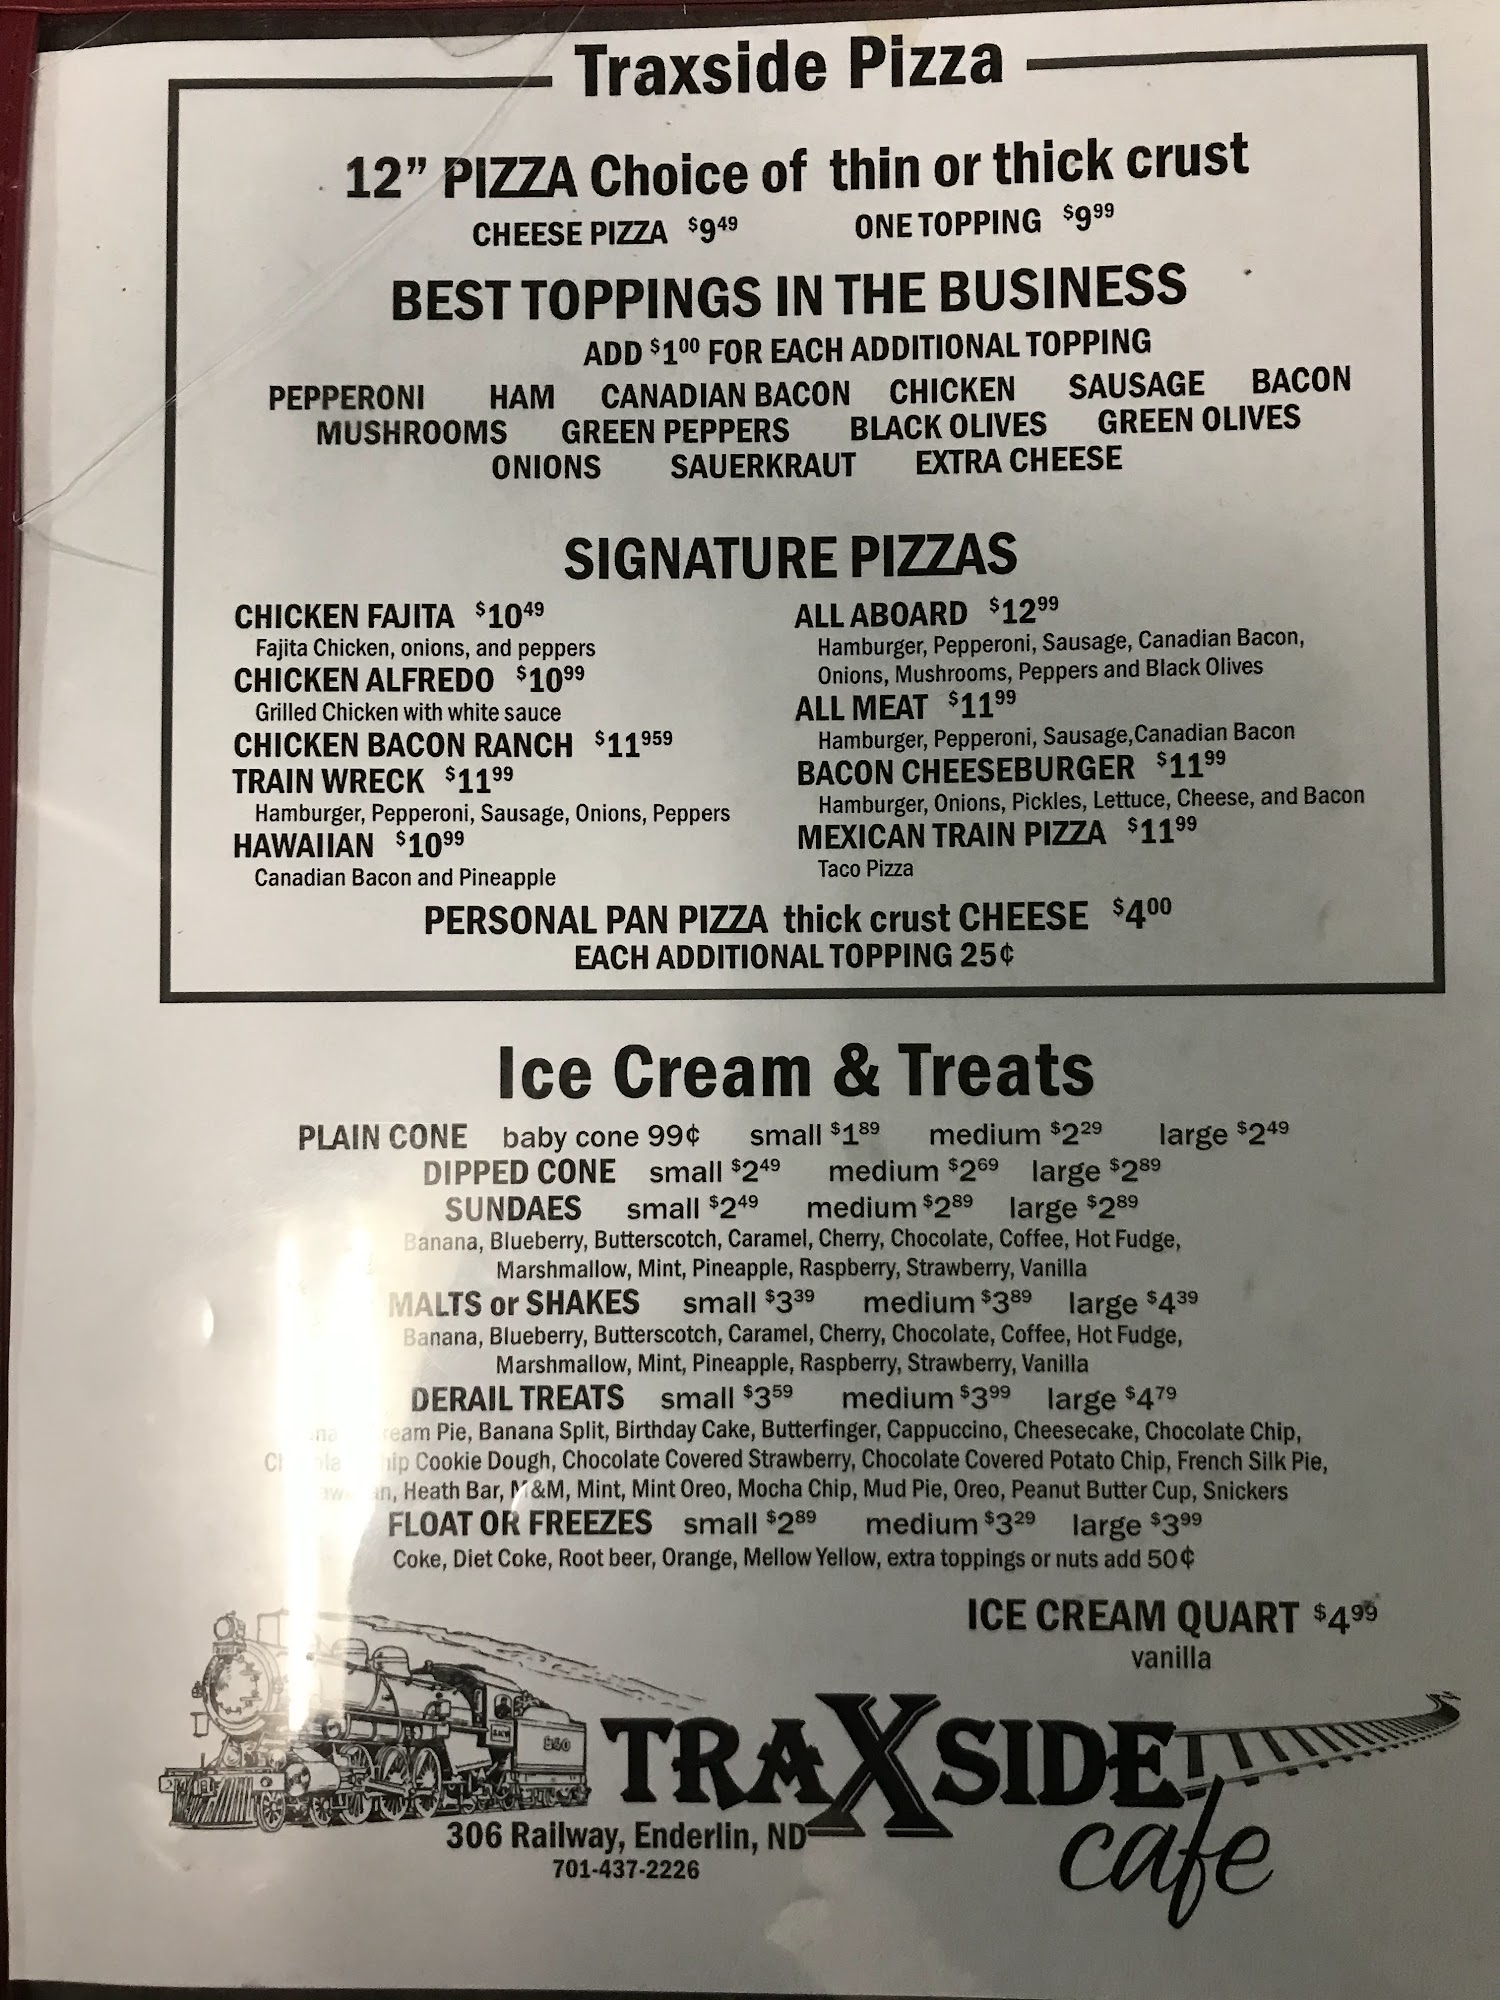 Traxside Pizza
12” PIZZA Choice of thin or thick crust
CHEESE PIZZA $9.49 ONE TOPPING $9.99
BEST TOPPINGS IN THE BUSINESS
ADD $1.00 FOR EACH ADDITIONAL TOPPING
PEPPERONI HAM CANADIAN BACON CHICKEN SAUSAGE BACON
MUSHROOMS GREEN PEPPERS BLACK OLIVES GREEN OLIVES
ONIONS SAUERKRAUT EXTRA CHEESE
SIGNATURE PIZZAS
CHICKEN FAJITA $10 49
Fajita Chicken, onions, and peppers
CHICKEN ALFREDO $10 99
Grilled Chicken with white sauce
CHICKEN BACON RANCH $11 959
TRAIN WRECK $11 99
Hamburger, Pepperoni, Sausage, Onions, Peppers
HAWAIIAN $10 99
Canadian Bacon and Pineapple
ALL ABOARD $12 99
Hamburger, Pepperoni, Sausage, Canadian Bacon,
Onions, Mushrooms, Peppers and Black Olives
ALL MEAT $11 99
Hamburger, Pepperoni, Sausage,Canadian Bacon
BACON CHEESEBURGER $11 99
Hamburger, Onions, Pickles, Lettuce, Cheese, and Bacon
MEXICAN TRAIN PIZZA $11 99
Taco Pizza
PERSONAL PAN PIZZA thick crust CHEESE $4 00
EACH ADDITIONAL TOPPING 25¢
Ice Cream & Treats
PLAIN CONE baby cone 99¢ small $1 89 medium $2 29 large $2 49
DIPPED CONE small $2 49 medium $2 69 large $2 89
SUNDAES small $2 49 medium $2 89 large $2 89
Banana, Blueberry, Butterscotch, Caramel, Cherry, Chocolate, Coffee, Hot Fudge,
Marshmallow, Mint, Pineapple, Raspberry, Strawberry, Vanilla
MALTS or SHAKES small $3 39 medium $3 89 large $4 39
Banana, Blueberry, Butterscotch, Caramel, Cherry, Chocolate, Coffee, Hot Fudge,
Marshmallow, Mint, Pineapple, Raspberry, Strawberry, Vanilla
DERAIL TREATS small $3 59 medium $3 99 large $4 79
Pie, Banana Split, Birthday Cake, Butterfinger, Cappuccino, Cheesecake, Chocolate Chip,
Cookie Dough, Chocolate Covered Strawberry, Chocolate Covered Potato Chip, French Silk Pie,
Heath Bar, M&M, Mint, Mint Oreo, Mocha Chip, Mud Pie, Oreo, Peanut Butter Cup, Snickers
FLOAT OR FREEZES small $2 89 medium $3 29 large $3 99
Coke, Diet Coke, Root beer, Orange, Mellow Yellow, extra toppings or nuts add 50¢
ICE CREAM QUART $4 99
vanilla
TRAXSIDE
cafe
306 Railway, Enderlin, ND
701-437-2226